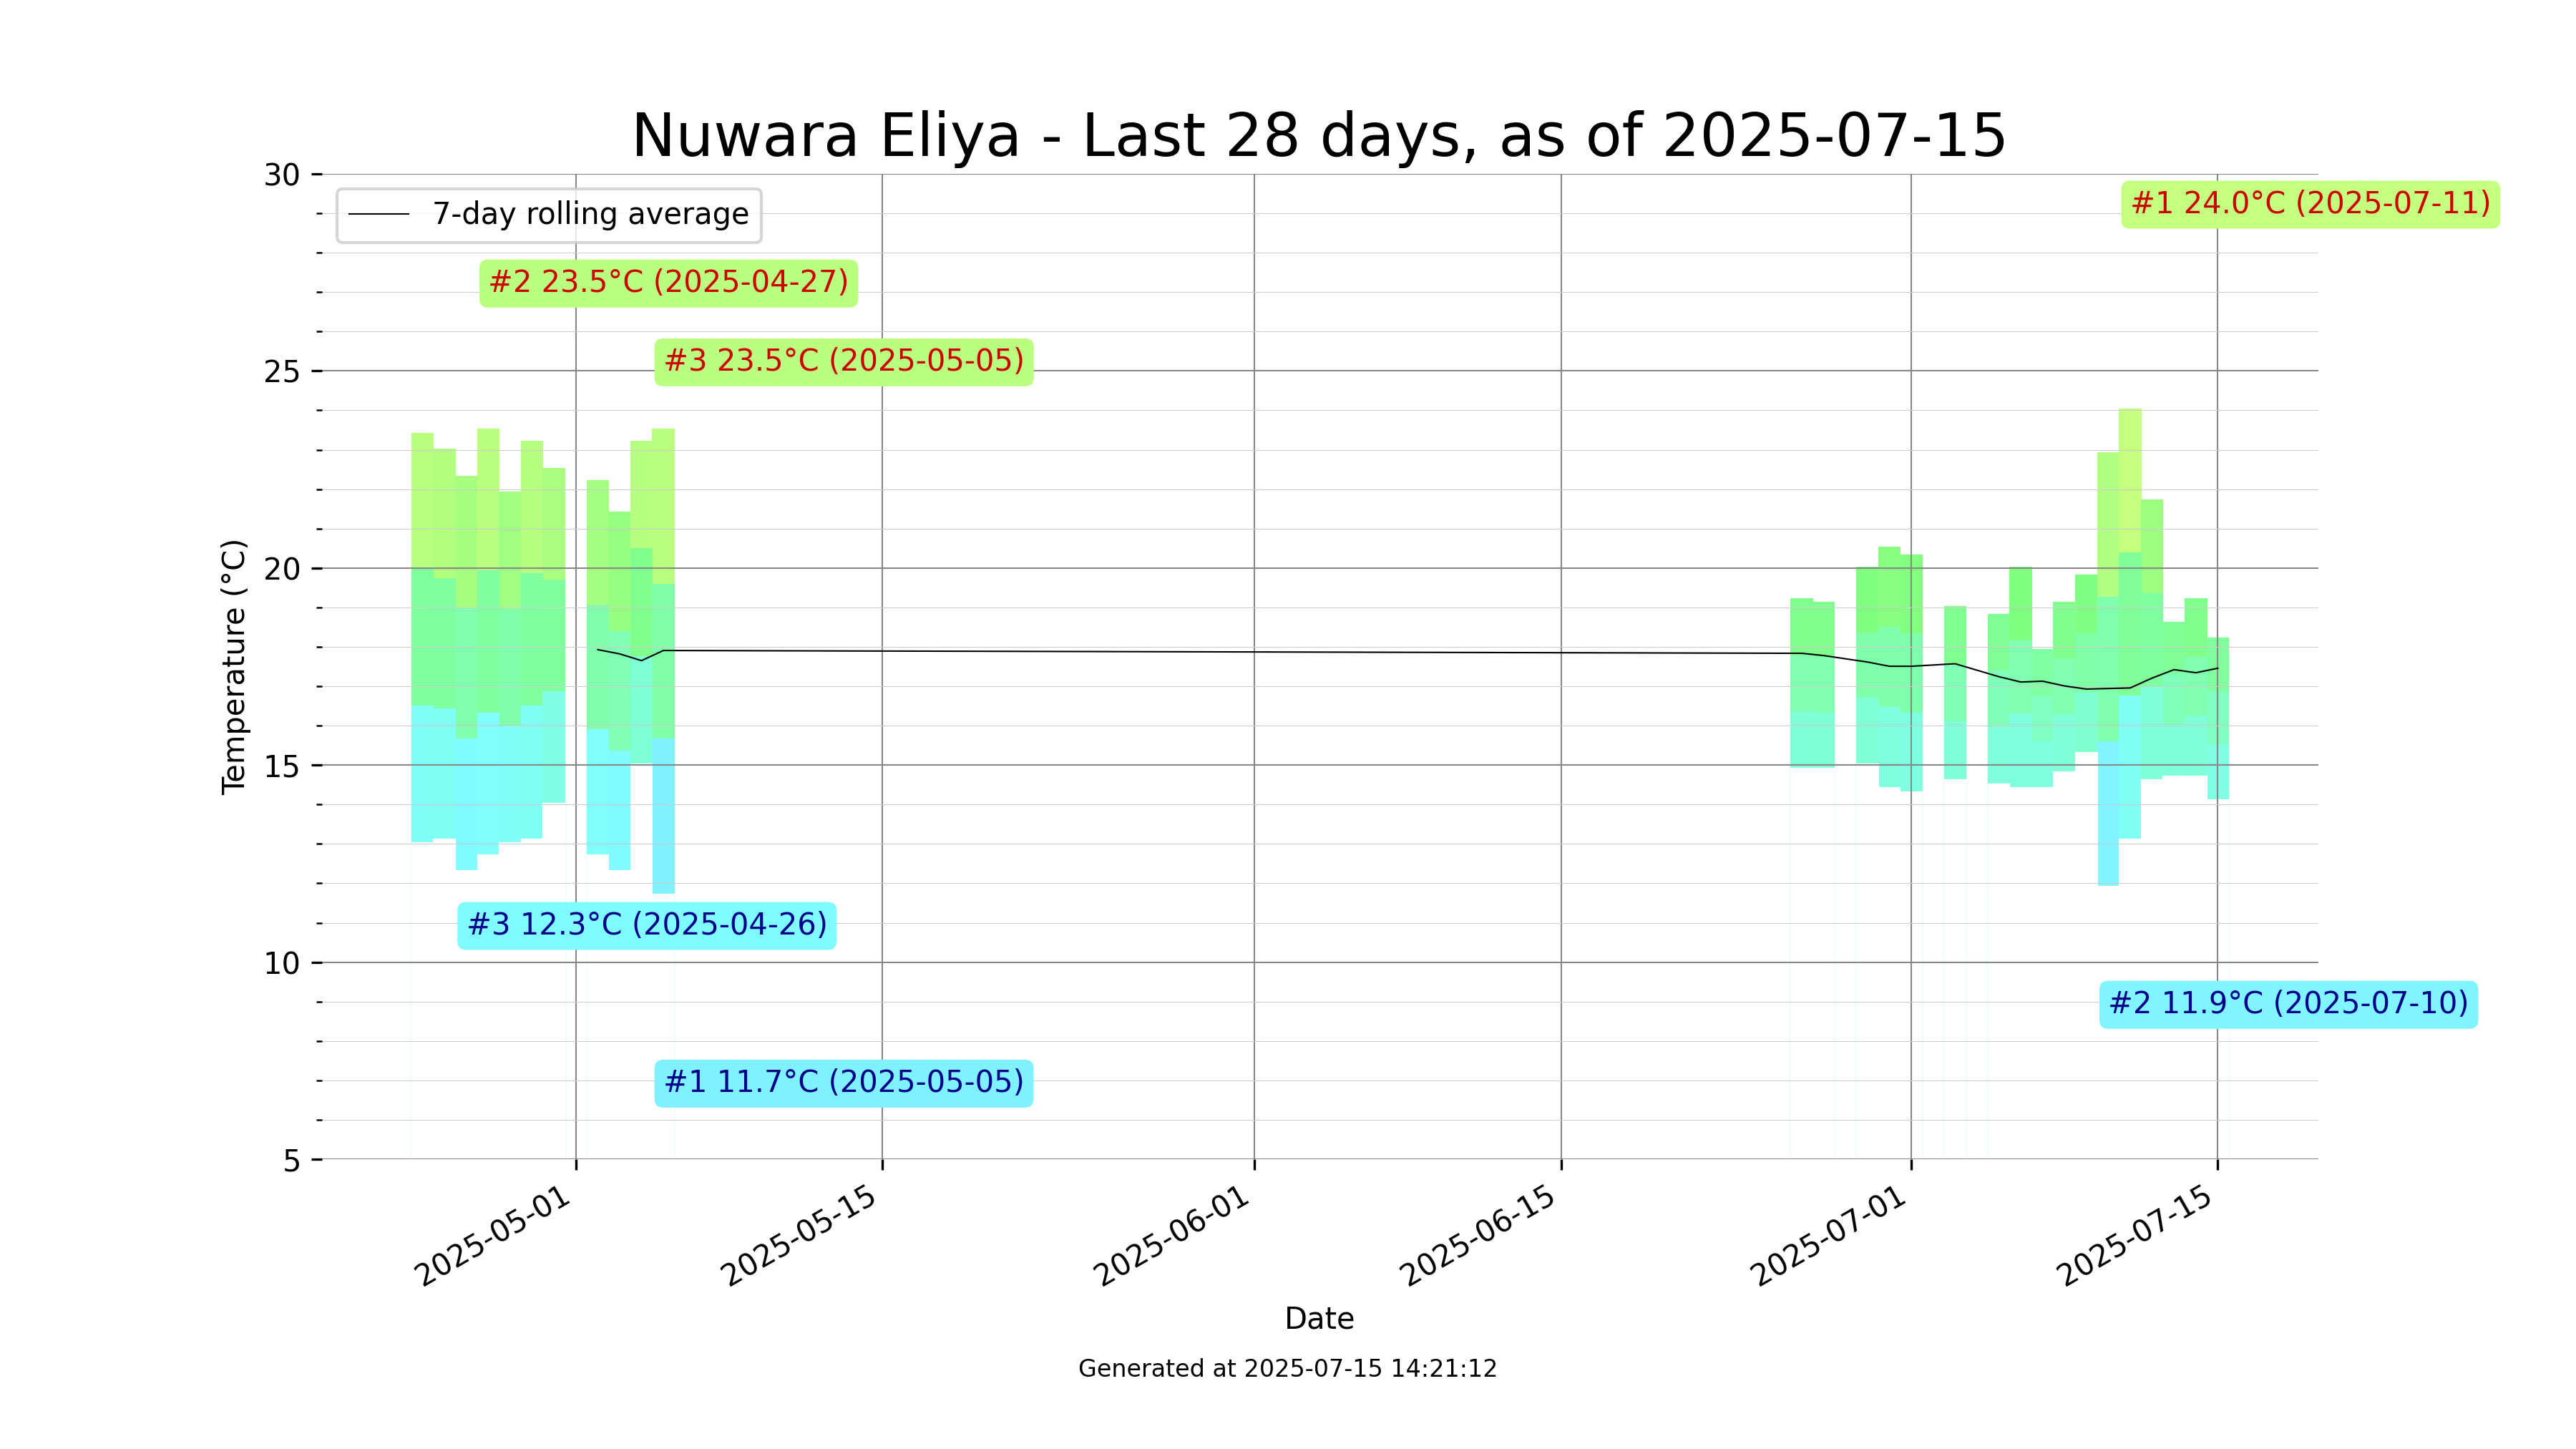 Nuwara Eliya - Last 28 days, as of 2025-07-15
30
7-day rolling average
#1 24.0°C (2025-07-11)
#2 23.5°C (2025-04-27)
#3 23.5°C (2025-05-05)
25
20
Temperature (°C)
15
#3 12.3°C (2025-04-26)
10
#2 11.9°C (2025-07-10)
#1 11.7°C (2025-05-05)
5
2025-05-01
2025-05-15
2025-06-01
2025-06-15
2025-07-01
2025-07-15
Date
Generated at 2025-07-15 14:21:12